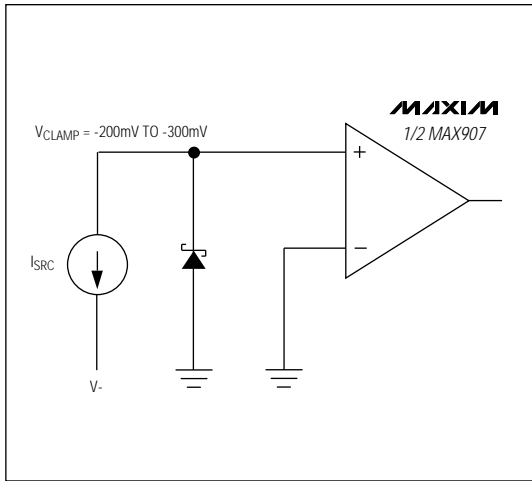 MAXIM
VCLAMP = -200mV TO -300mV
1/2 MAX907
+
ISRC
−
V-